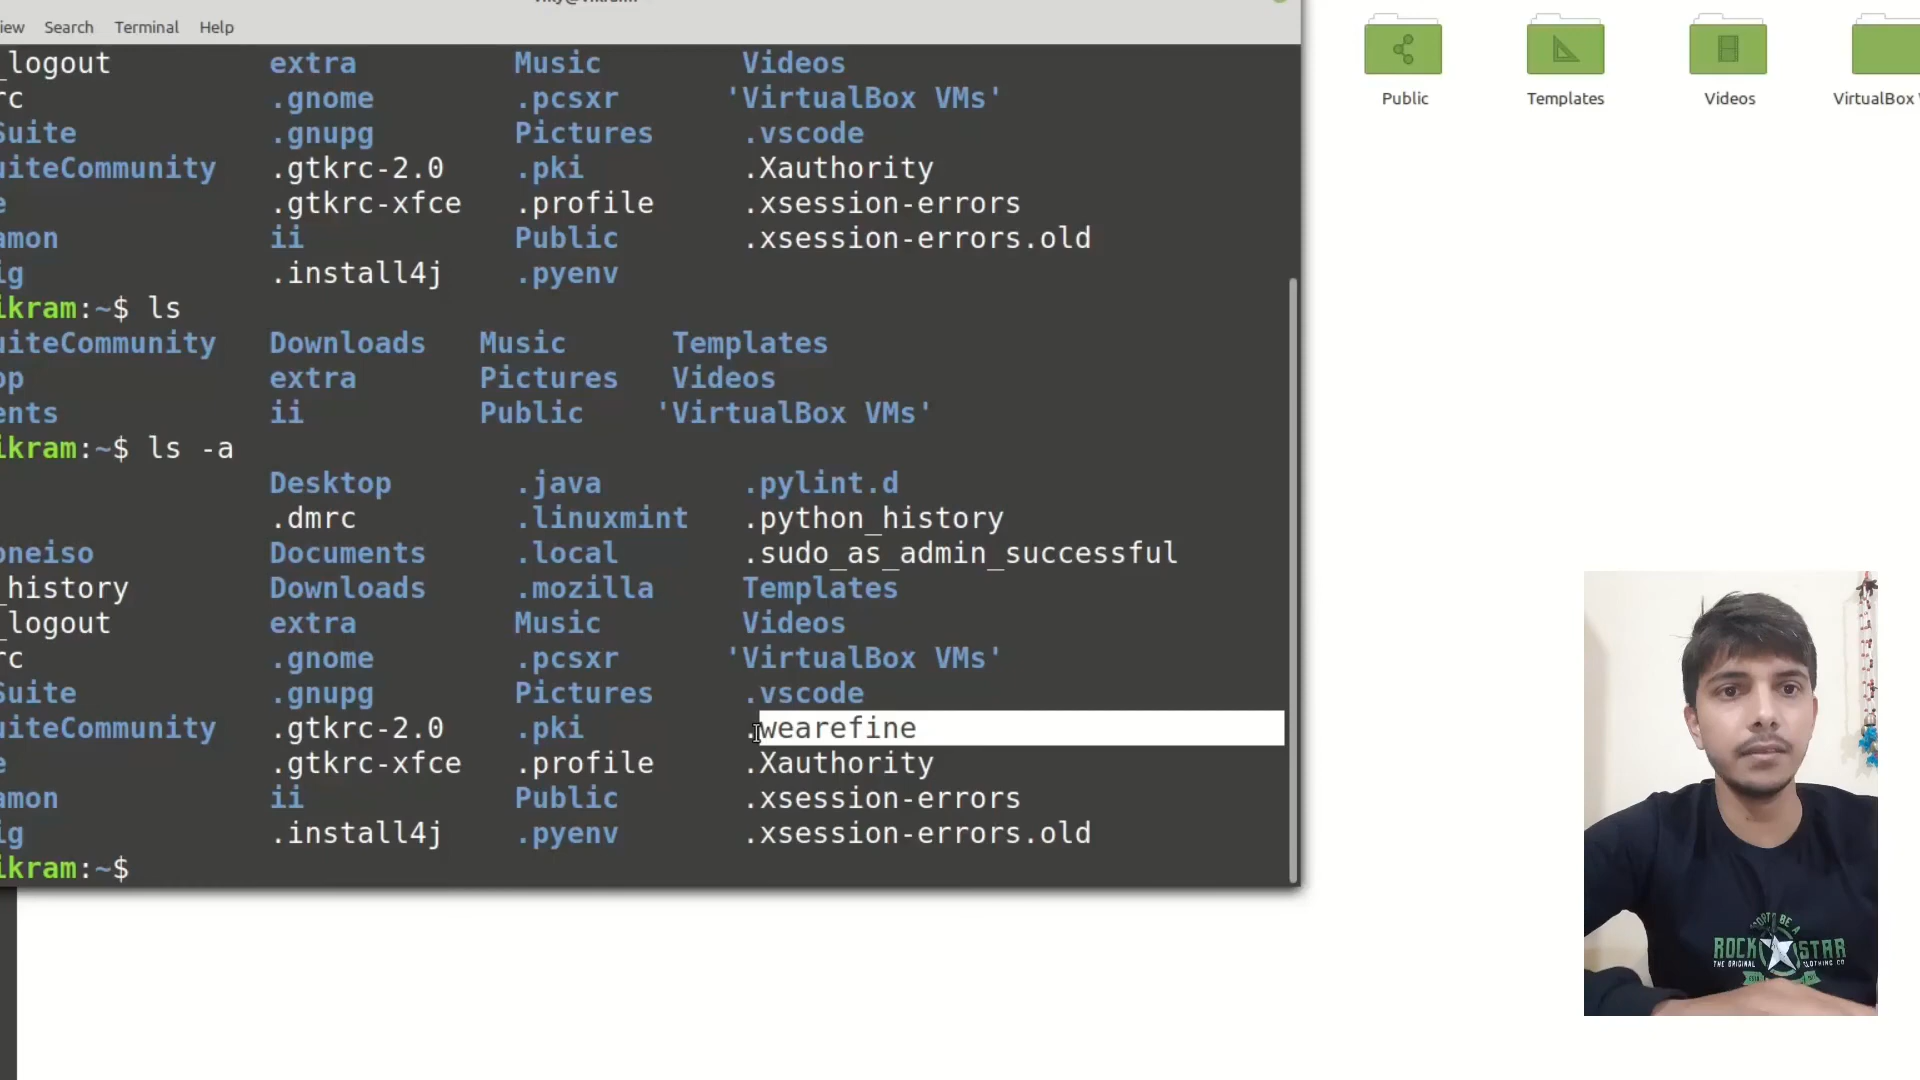 iew Search Terminal Help
_logout extra Music Videos
rc .gnome .pcsxr 'VirtualBox VMs'
Suite .gnupg Pictures .vscode
uiteCommunity .gtkrc-2.0 .pki .Xauthority
e .gtkrc-xfce .profile .xsession-errors
amon ii Public .xsession-errors.old
ig .install4j .pyenv
ikram:~$ ls
uiteCommunity Downloads Music Templates
op extra Pictures Videos
ents ii Public 'VirtualBox VMs'
ikram:~$ ls -a
Desktop .java .pylint.d
.dmrc .linuxmint .python_history
oneiso Documents .local .sudo_as_admin_successful
_history Downloads .mozilla Templates
_logout extra Music Videos
rc .gnome .pcsxr 'VirtualBox VMs'
Suite .gnupg Pictures .vscode
uiteCommunity .gtkrc-2.0 .pki .wearefine
e .gtkrc-xfce .profile .Xauthority
amon ii Public .xsession-errors
ig .install4j .pyenv .xsession-errors.old
ikram:~$
Public Templates Videos VirtualBox
ROCK STAR
THE ORIGINAL CLOTHING CO